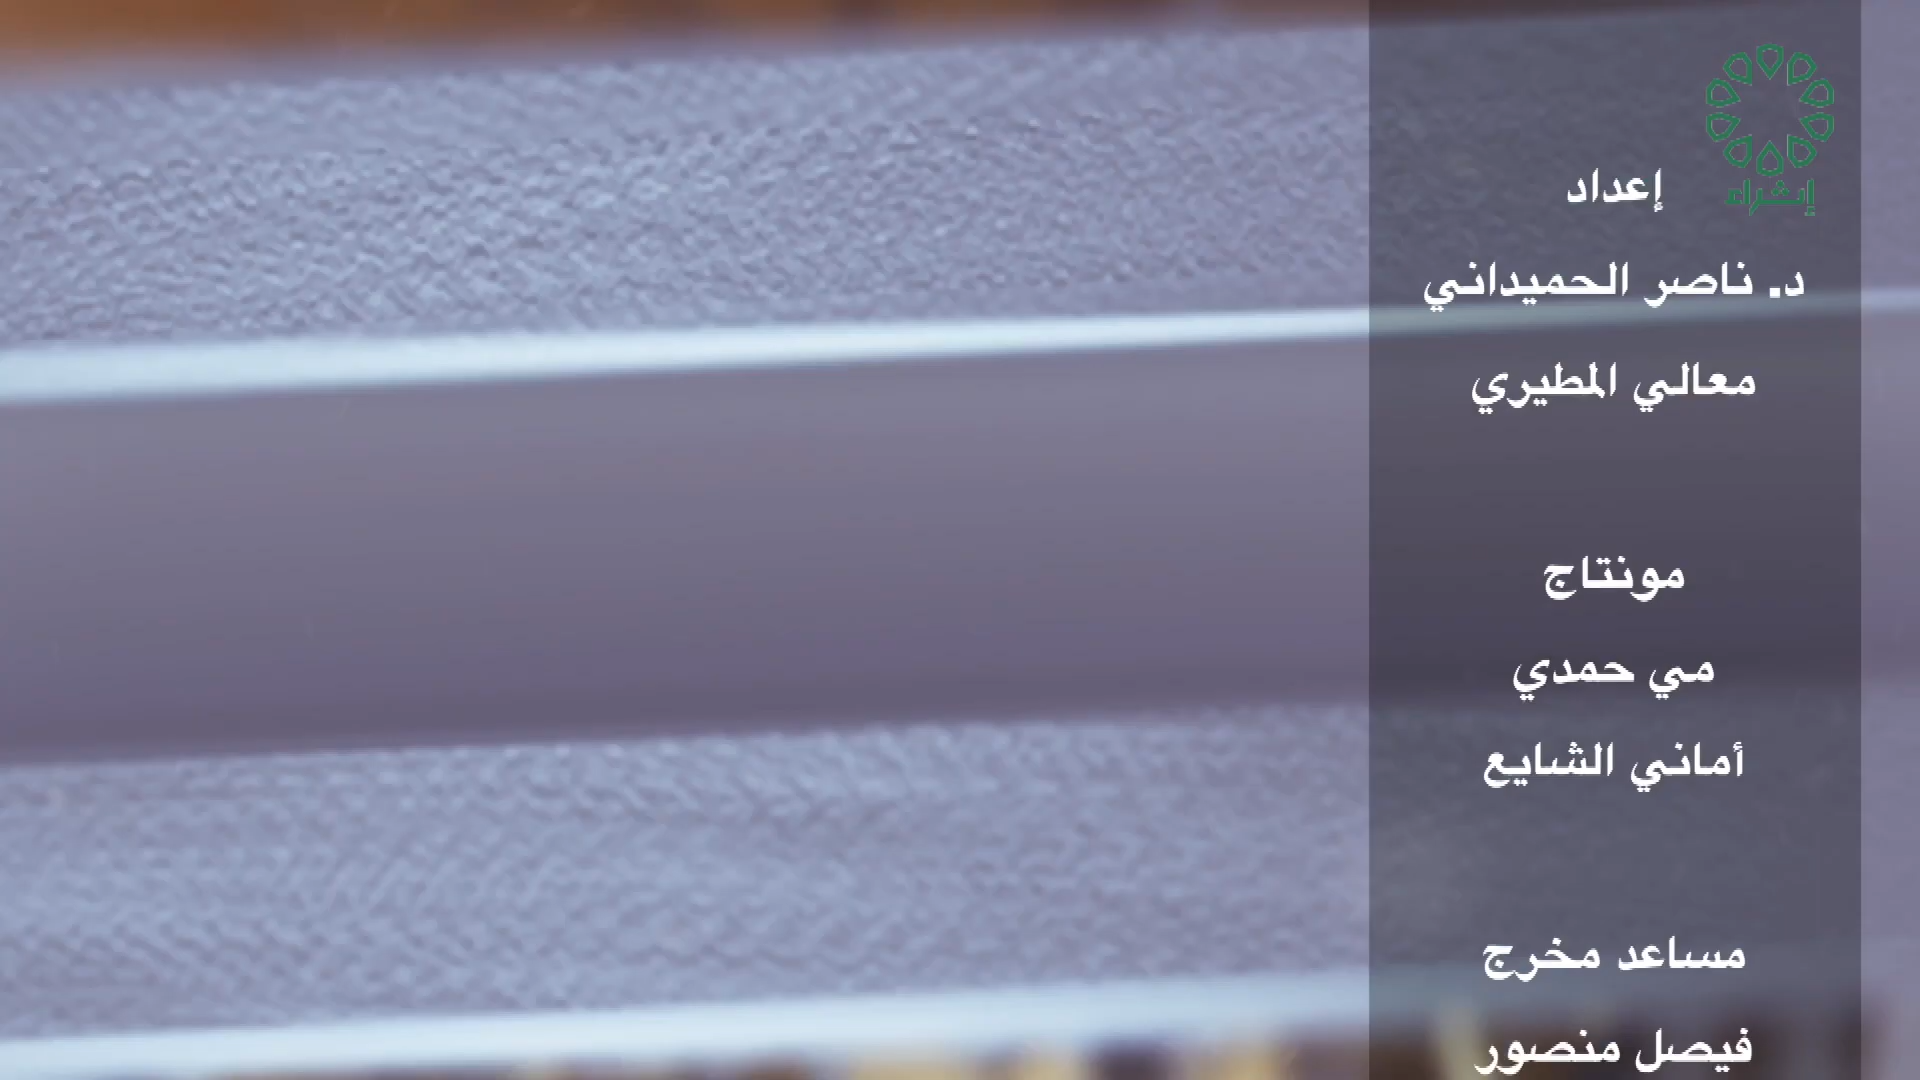 إثراء
إعداد
د. ناصر الحميداني
معالي المطيري
مونتاج
مي حمدي
أماني الشايع
مساعد مخرج
فيصل منصور